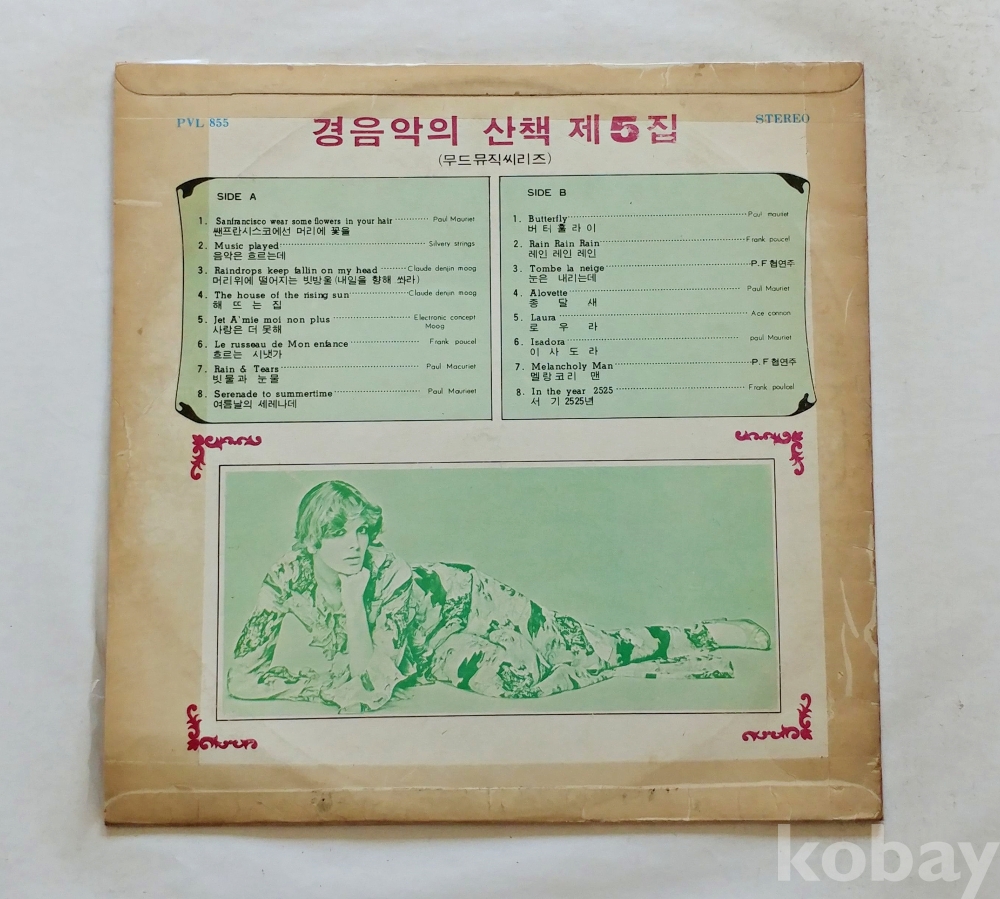 PVL 855
STEREO
경음악의 산책 제5집
(무드뮤직씨리즈)
SIDE A
1. Sanfrancisco wear some flowers in your hair Paul Mauriet
쌘프란시스코에선 머리에 꽃을
2. Music played Silvery strings
음악은 흐르는데
3. Raindrops keep fallin on my head Claude denjin moog
머리위에 떨어지는 빗방울(내일을 향해 쏴라)
4. The house of the rising sun Claude denjin moog
해 뜨 는 집
5. Jet A'mie moi non plus Electronic concept
Moog
사랑은 더 못해
6. Le russeau de Mon enfance Frank poucel
흐르는 시냇가
7. Rain & Tears Paul Macuriet
빗물과 눈물
8. Serenade to summertime Paul Maurieet
여름날의 세레나데
SIDE B
1. Butterfly Paul mauriet
버터훌라이
2. Rain Rain Rain Frank poucel
레인 레인 레인
3. Tombe la neige P.F협연주
눈은 내리는데
4. Alovette Paul Mauriet
종 달 새
5. Laura Ace cannon
로 우 라
6. Isadora paul Mauriet
이 사 도 라
7. Melancholy Man P.F협연주
멜랑코리 맨
8. In the year 2525 Frank poulcel
서 기 2525년
kobay